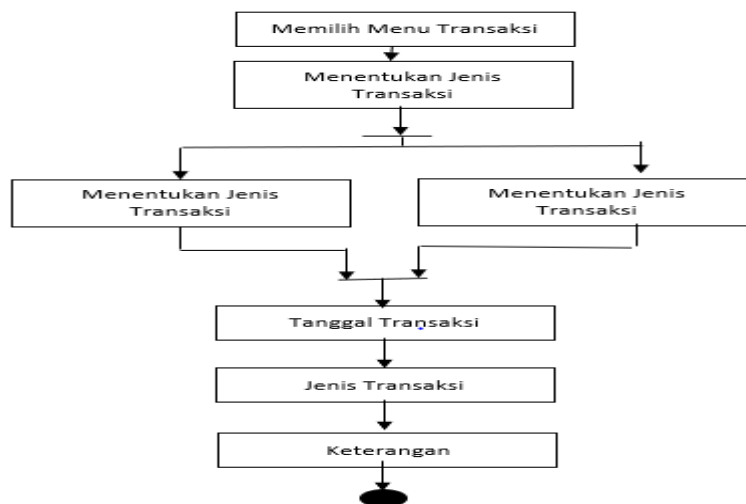 Memilih Menu Transaksi
Menentukan Jenis
Transaksi
Menentukan Jenis
Transaksi
Menentukan Jenis
Transaksi
Tanggal Transaksi
Jenis Transaksi
Keterangan